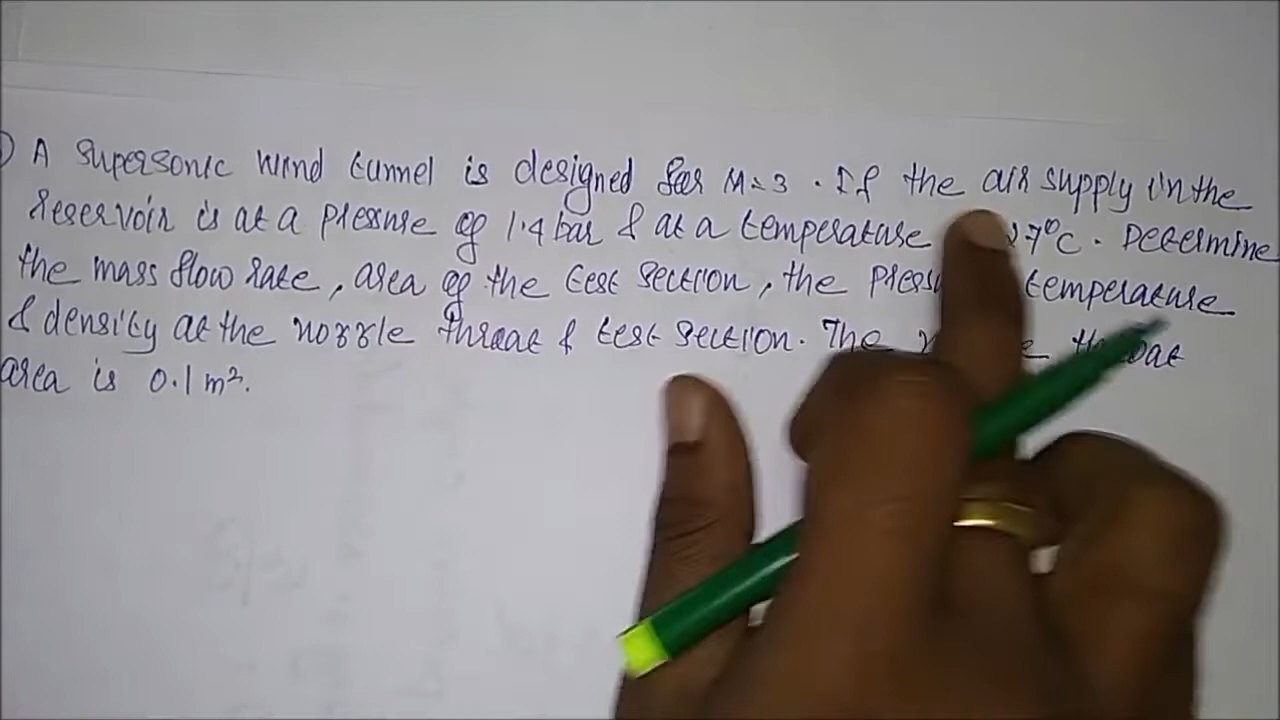 A supersonic wind tunnel is designed for M=3. If the air supply in the
reservoir is at a pressure of 1.4 bar & at a temperature 27°C. Determine
the mass flow rate, area of the test section, the temperature
& density at the nozzle throat & test section. The
area is 0.1 m².